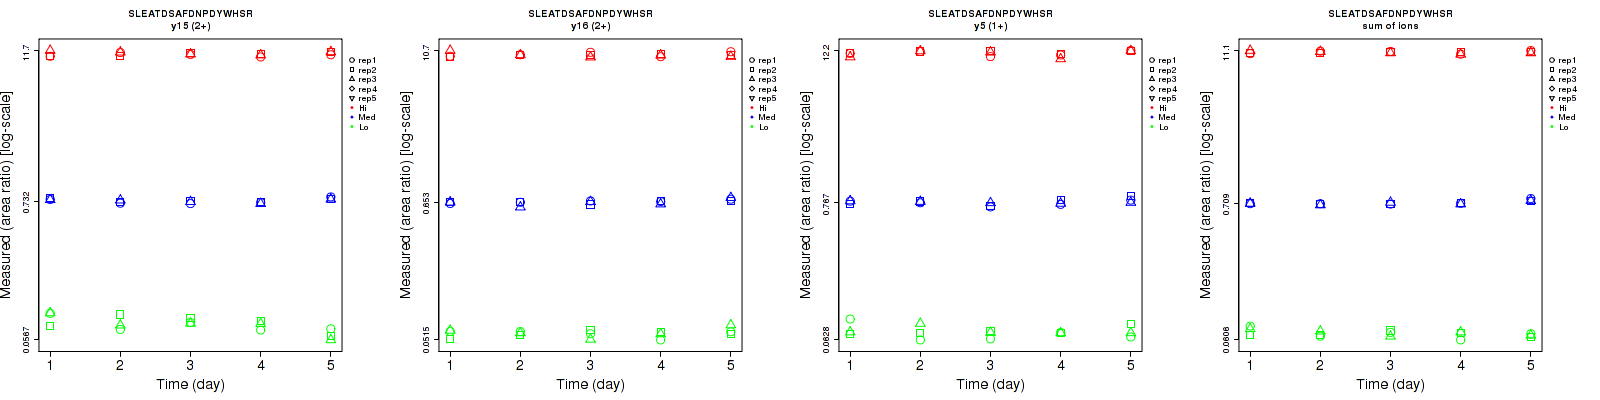 SLEATDSAFDNPDYWHSR
y15 (2+)
Measured (area ratio) [log-scale]
11.7
0.732
0.0567
1 2 3 4 5
Time (day)
rep1
rep2
rep3
rep4
rep5
Hi
Med
Lo
SLEATDSAFDNPDYWHSR
y16 (2+)
Measured (area ratio) [log-scale]
10.7
0.653
0.0515
1 2 3 4 5
Time (day)
rep1
rep2
rep3
rep4
rep5
Hi
Med
Lo
SLEATDSAFDNPDYWHSR
y5 (1+)
Measured (area ratio) [log-scale]
12.2
0.767
0.0628
1 2 3 4 5
Time (day)
rep1
rep2
rep3
rep4
rep5
Hi
Med
Lo
SLEATDSAFDNPDYWHSR
sum of ions
Measured (area ratio) [log-scale]
11.1
0.709
0.0606
1 2 3 4 5
Time (day)
rep1
rep2
rep3
rep4
rep5
Hi
Med
Lo